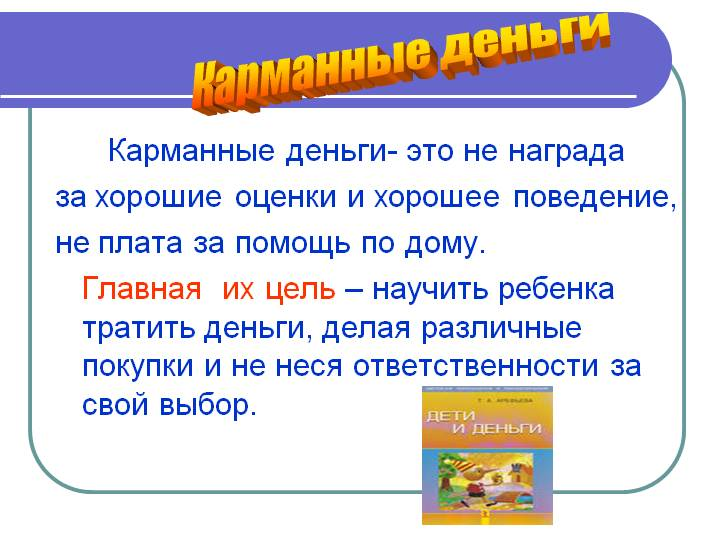 Карманные деньги
Карманные деньги- это не награда
за хорошие оценки и хорошее поведение,
не плата за помощь по дому.
Главная их цель – научить ребенка
тратить деньги, делая различные
покупки и не неся ответственности за
свой выбор.
Т. А. АРЕФЬЕВА
ДЕТИ
И ДЕНЬГИ